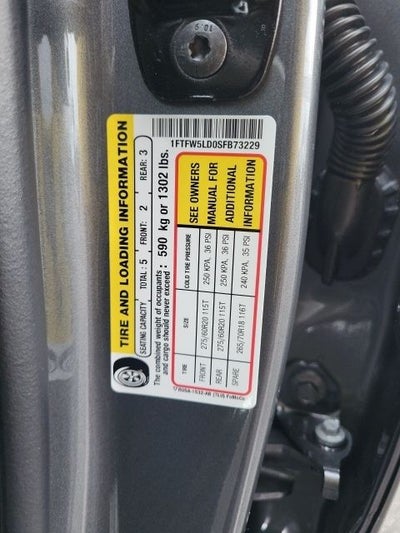 1FTFW5LD0SFB73229
TIRE AND LOADING INFORMATION
SEATING CAPACITY TOTAL: 5 FRONT: 2 REAR: 3
The combined weight of occupants and cargo should never exceed: 590 kg or 1302 lbs.
TIRE SIZE COLD TIRE PRESSURE
FRONT 275/60R20 115T 250 KPA, 36 PSI
REAR 275/60R20 115T 250 KPA, 36 PSI
SPARE 265/70R18 116T 240 KPA, 35 PSI
SEE OWNERS
MANUAL FOR
ADDITIONAL
INFORMATION